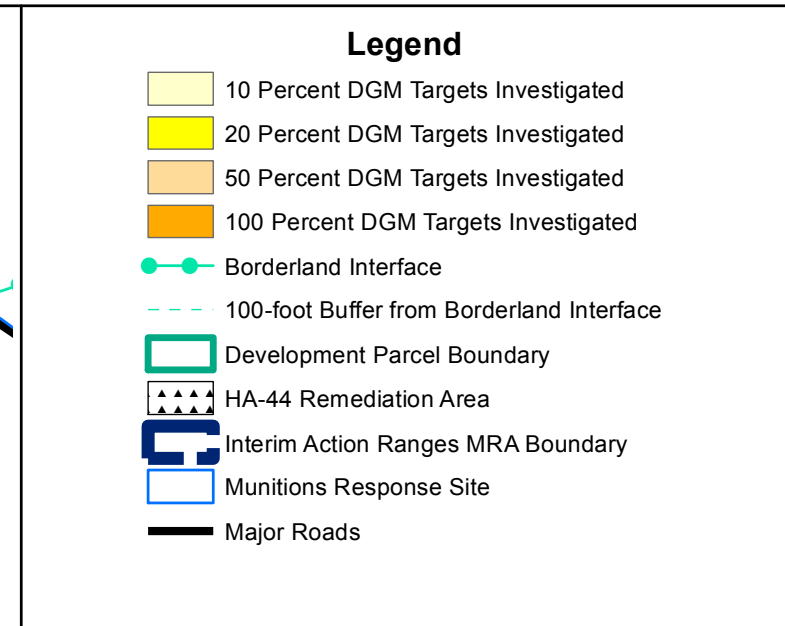 Legend
10 Percent DGM Targets Investigated
20 Percent DGM Targets Investigated
50 Percent DGM Targets Investigated
100 Percent DGM Targets Investigated
Borderland Interface
100-foot Buffer from Borderland Interface
Development Parcel Boundary
HA-44 Remediation Area
Interim Action Ranges MRA Boundary
Munitions Response Site
Major Roads